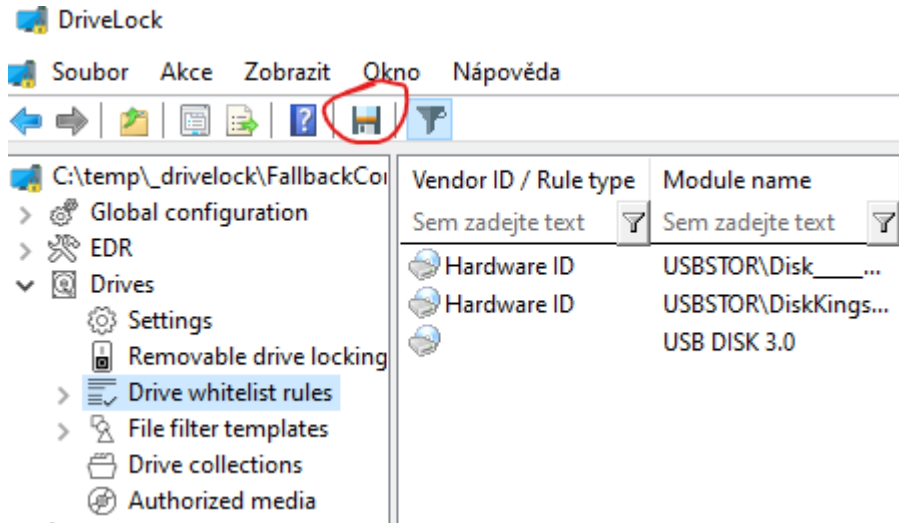 DriveLock
Soubor Akce Zobrazit Okno Nápověda
C:\temp\_drivelock\FallbackCo
Global configuration
EDR
Drives
Settings
Removable drive locking
Drive whitelist rules
File filter templates
Drive collections
Authorized media
Vendor ID / Rule type Module name
Sem zadejte text Sem zadejte text
Hardware ID USBSTOR\Disk____...
Hardware ID USBSTOR\DiskKings...
USB DISK 3.0